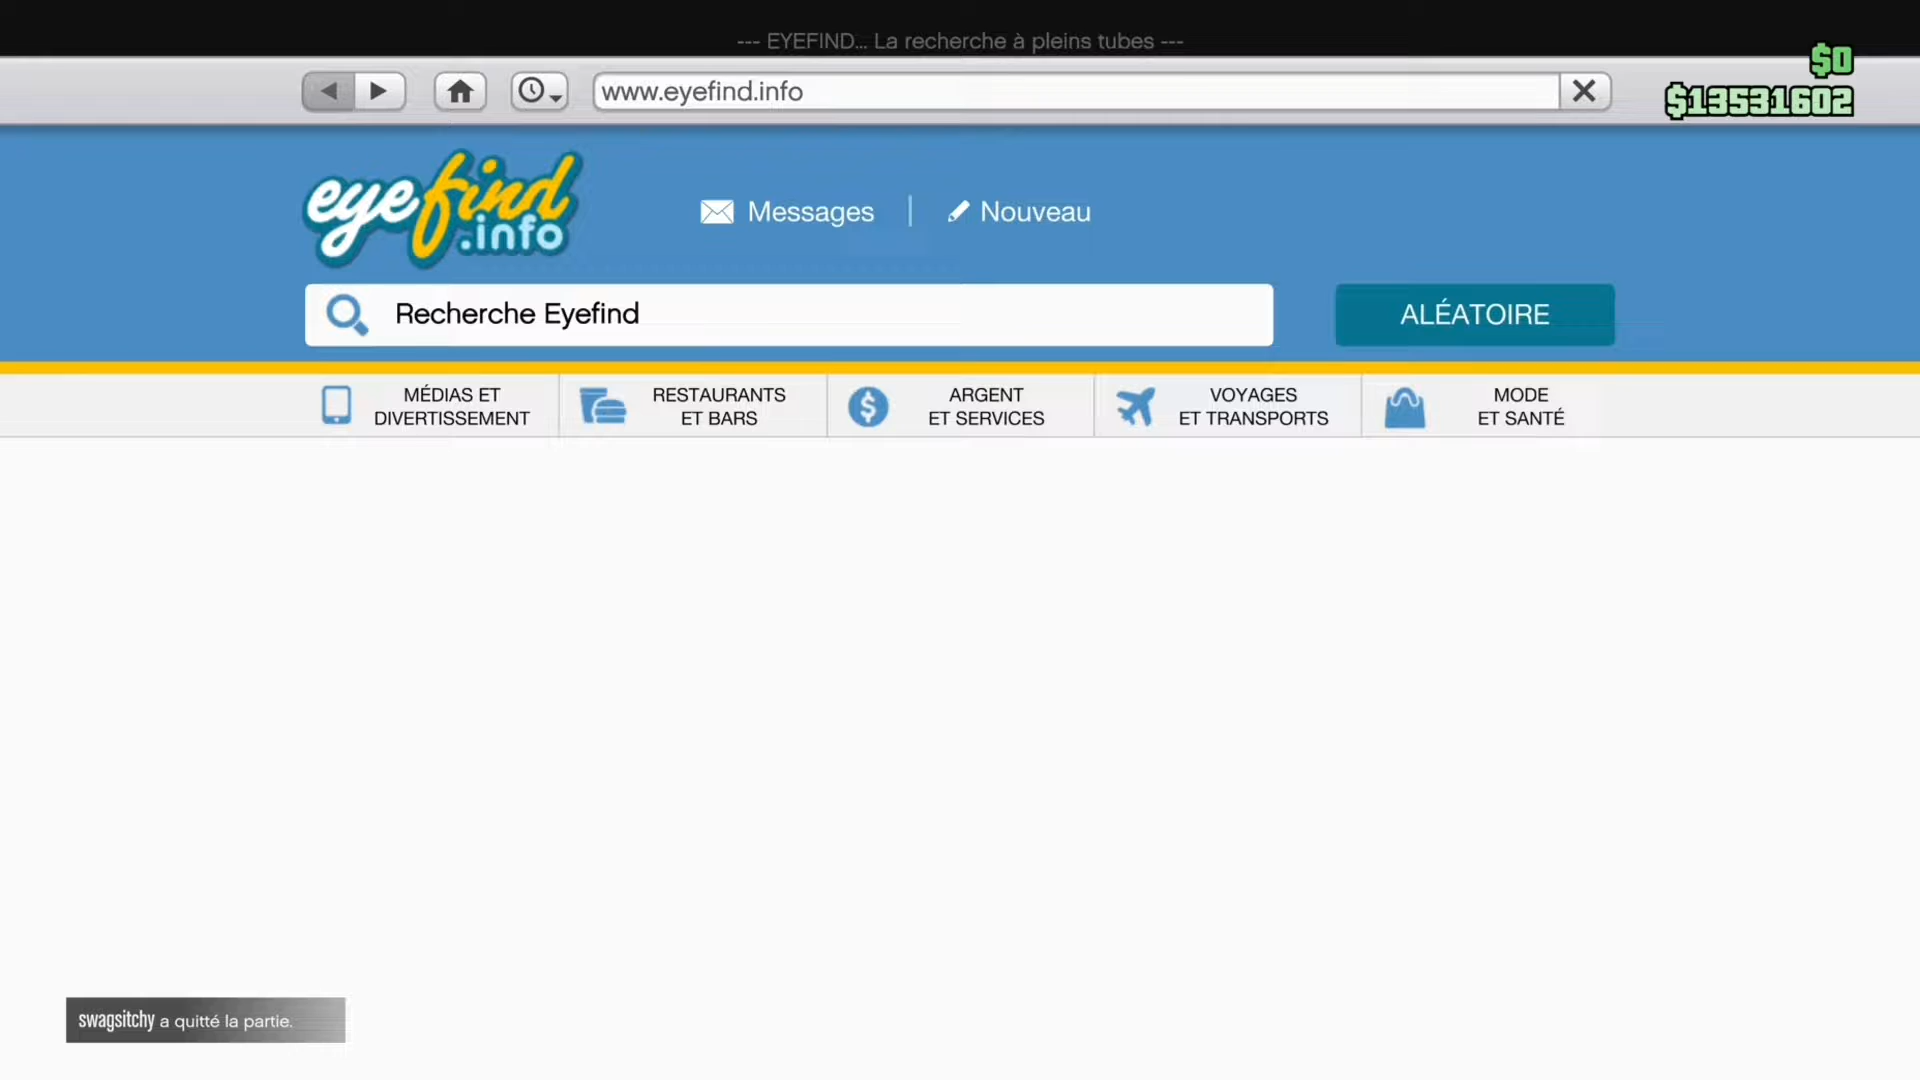 --- EYEFIND... La recherche à pleins tubes ---
$0
www.eyefind.info
$13531602
eyefind
.info
Messages
Nouveau
Recherche Eyefind
ALÉATOIRE
MÉDIAS ET
DIVERTISSEMENT
RESTAURANTS
ET BARS
ARGENT
ET SERVICES
VOYAGES
ET TRANSPORTS
MODE
ET SANTÉ
swagsitchy a quitté la partie.